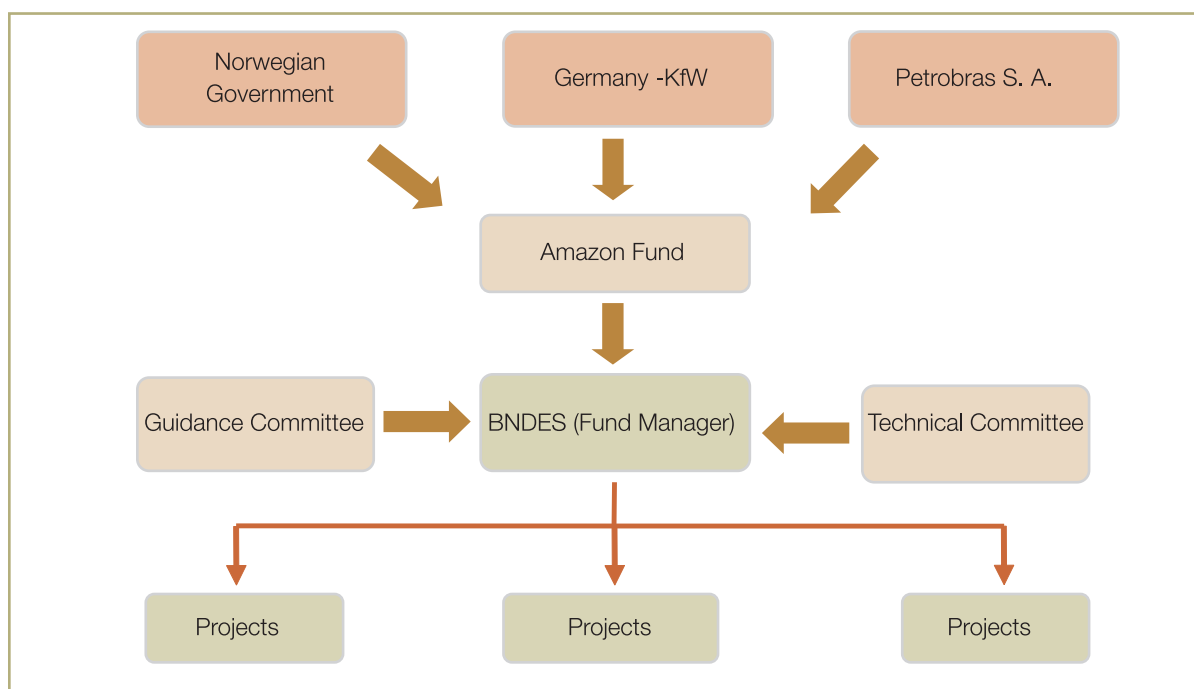 Norwegian
Government
Germany -KfW
Petrobras S. A.
Amazon Fund
Guidance Committee
BNDES (Fund Manager)
Technical Committee
Projects
Projects
Projects